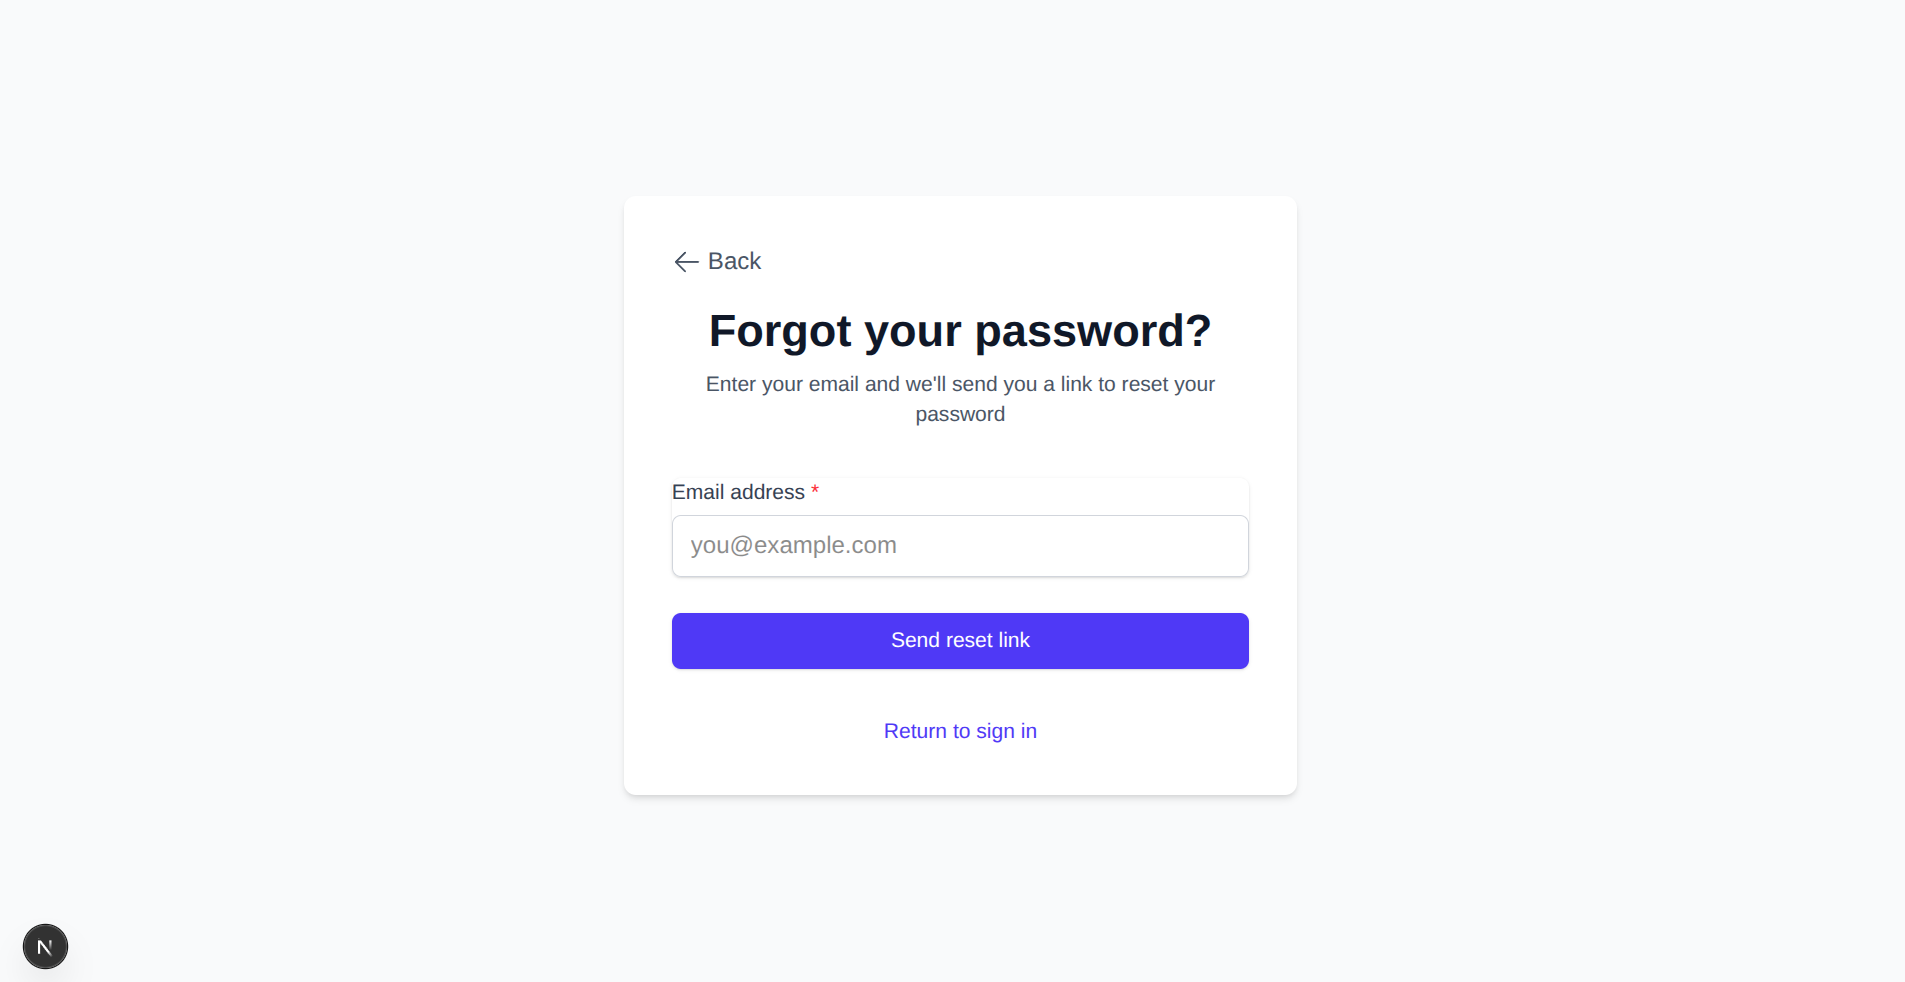 Back
Forgot your password?
Enter your email and we'll send you a link to reset your
password
Email address *
you@example.com
Send reset link
Return to sign in
N